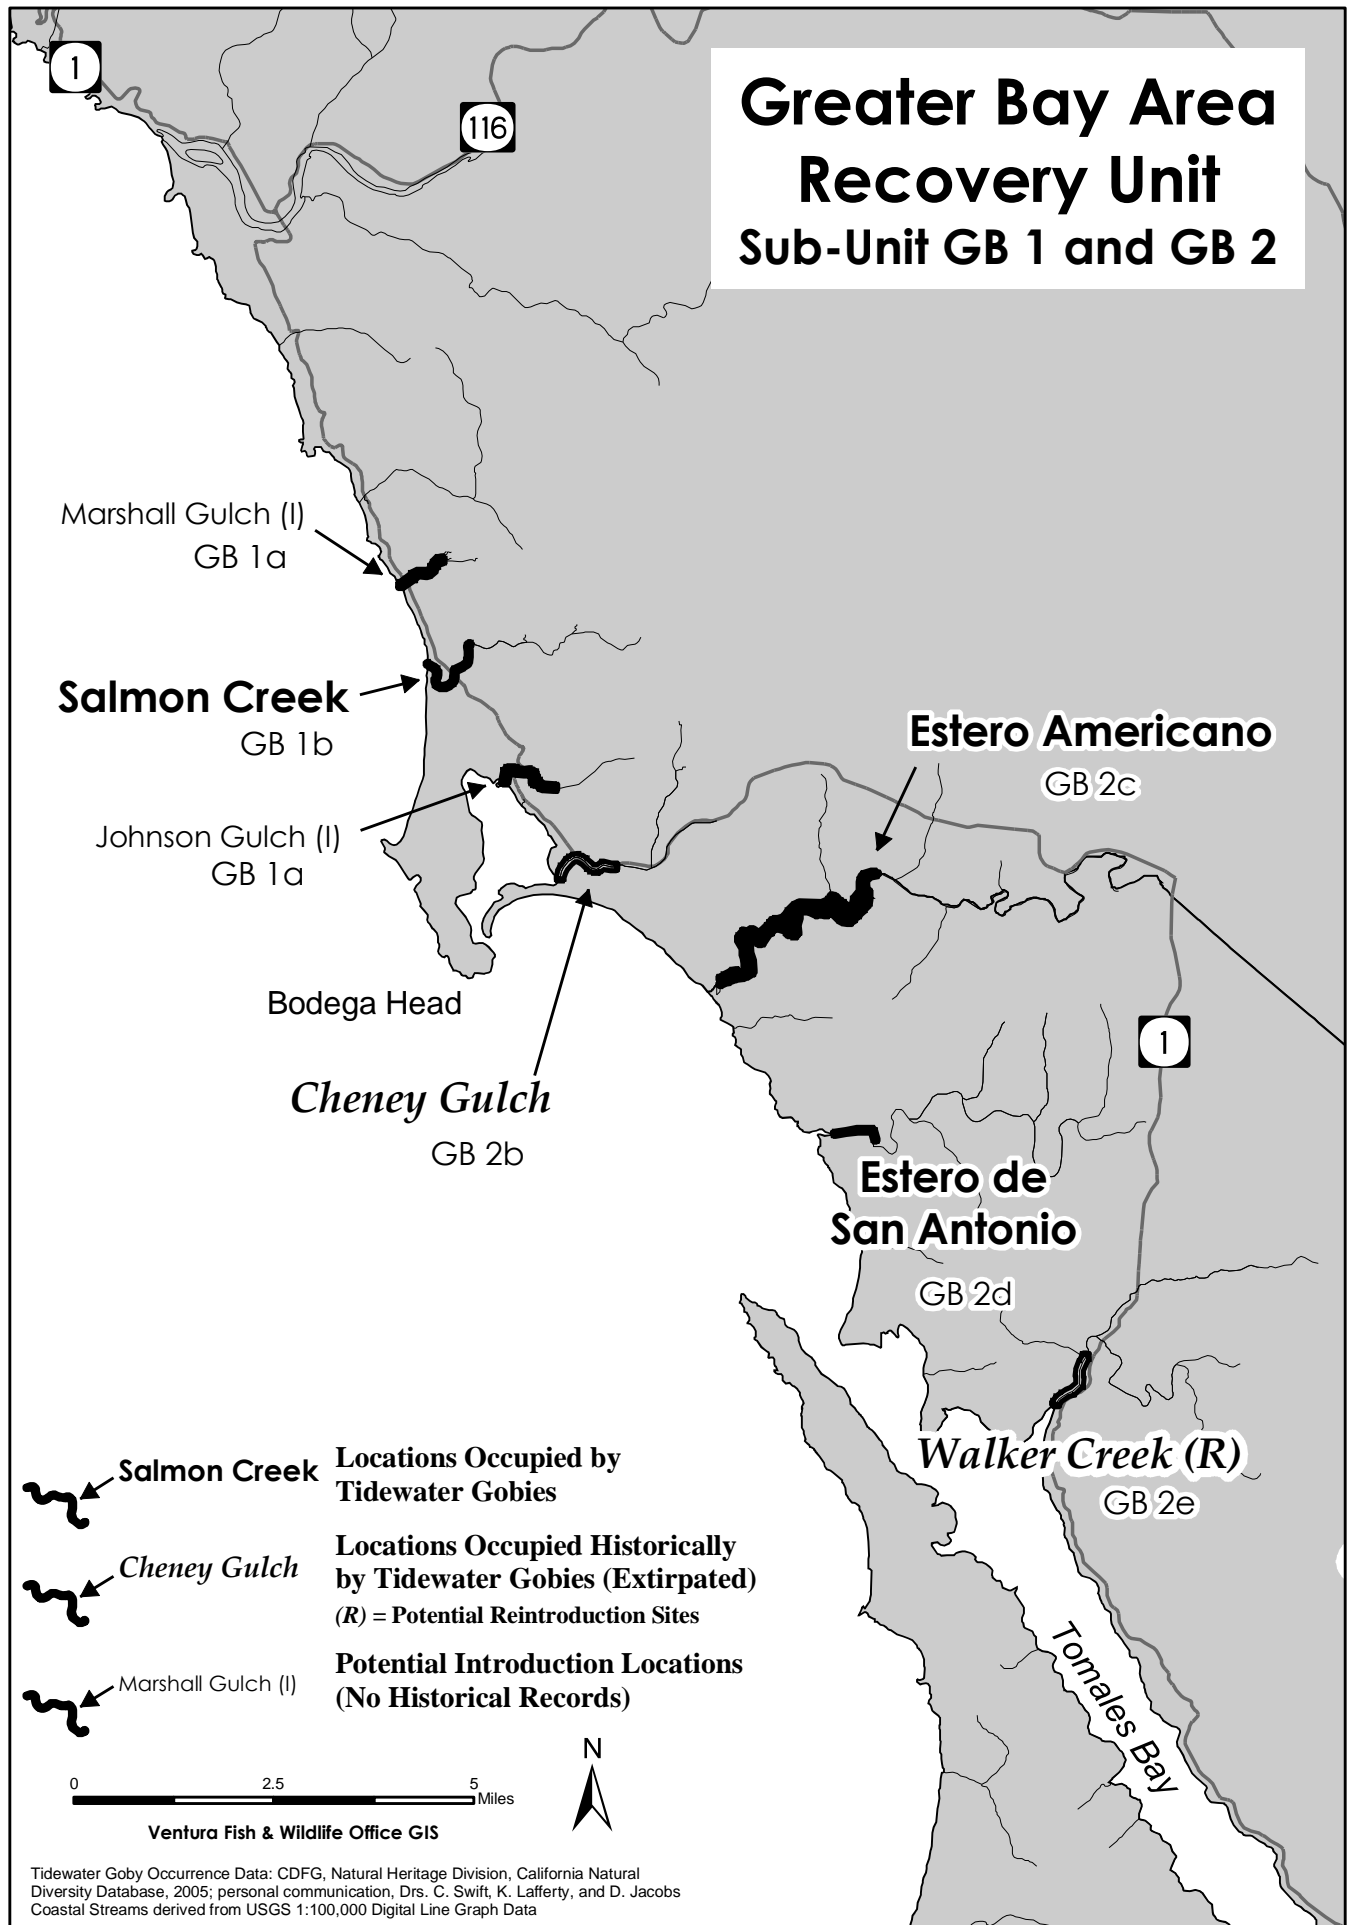 1
116
Greater Bay Area
Recovery Unit
Sub-Unit GB 1 and GB 2
Marshall Gulch (I)
GB 1a
Salmon Creek
GB 1b
Johnson Gulch (I)
GB 1a
Estero Americano
GB 2c
Bodega Head
Cheney Gulch
GB 2b
1
Estero de
San Antonio
GB 2d
Walker Creek (R)
GB 2e
Tomales Bay
Salmon Creek
Locations Occupied by
Tidewater Gobies
Cheney Gulch
Locations Occupied Historically
by Tidewater Gobies (Extirpated)
(R) = Potential Reintroduction Sites
Marshall Gulch (I)
Potential Introduction Locations
(No Historical Records)
N
0 2.5 5
Miles
Ventura Fish & Wildlife Office GIS
Tidewater Goby Occurrence Data: CDFG, Natural Heritage Division, California Natural
Diversity Database, 2005; personal communication, Drs. C. Swift, K. Lafferty, and D. Jacobs
Coastal Streams derived from USGS 1:100,000 Digital Line Graph Data